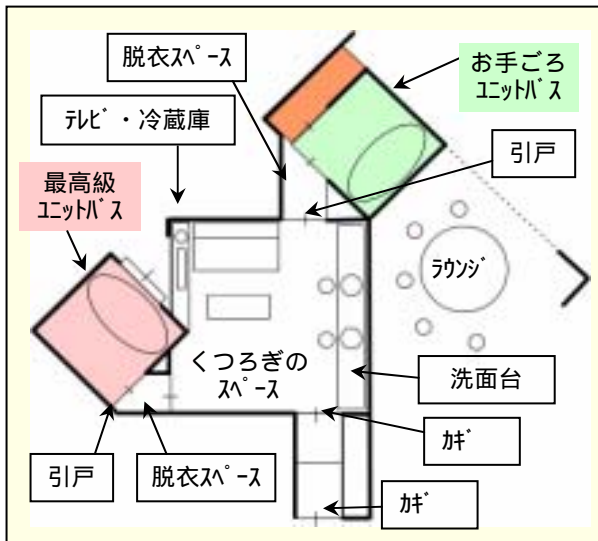 脱衣ｽﾍﾟｰｽ
お手ごろ
ﾕﾆｯﾄﾊﾞｽ
ﾃﾚﾋﾞ・冷蔵庫
引戸
最高級
ﾕﾆｯﾄﾊﾞｽ
ﾗｳﾝｼﾞ
くつろぎの
ｽﾍﾟｰｽ
洗面台
ｶｷﾞ
引戸
脱衣ｽﾍﾟｰｽ
ｶｷﾞ